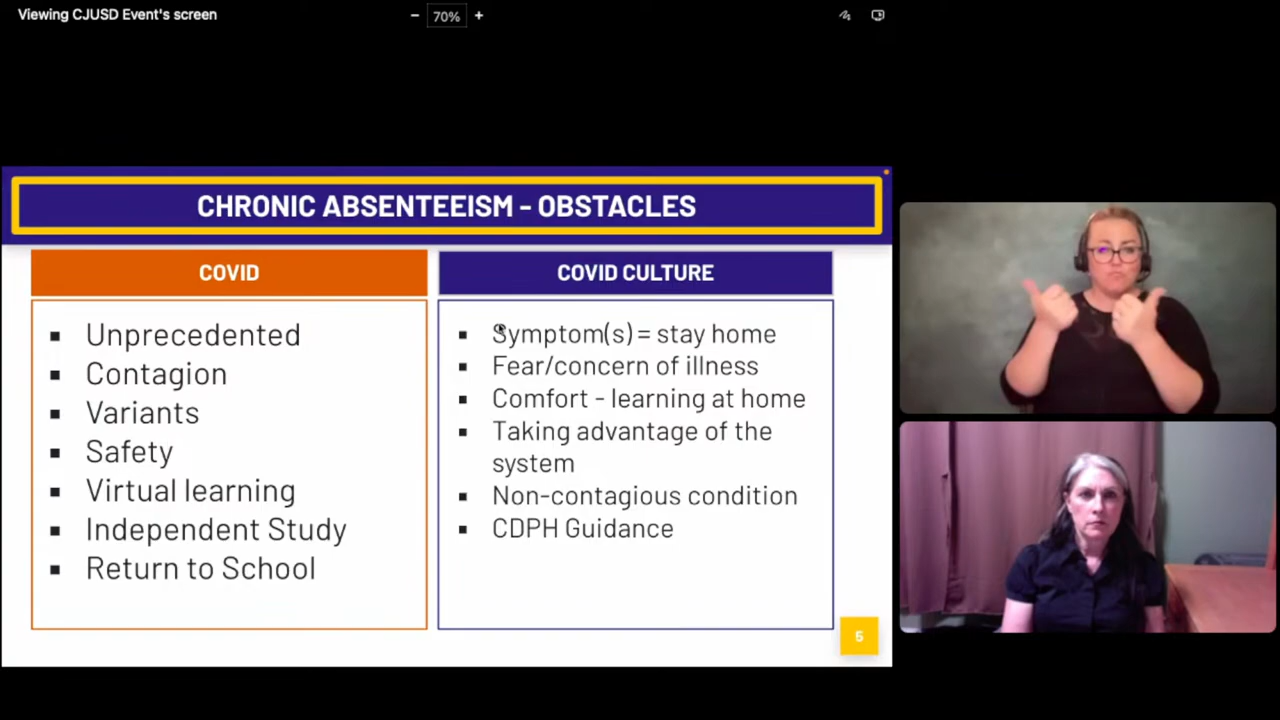 Viewing CJUSD Event's screen
− 70% +
CHRONIC ABSENTEEISM - OBSTACLES
COVID
▪ Unprecedented
▪ Contagion
▪ Variants
▪ Safety
▪ Virtual learning
▪ Independent Study
▪ Return to School
COVID CULTURE
▪ Symptom(s) = stay home
▪ Fear/concern of illness
▪ Comfort - learning at home
▪ Taking advantage of the
system
▪ Non-contagious condition
▪ CDPH Guidance
5